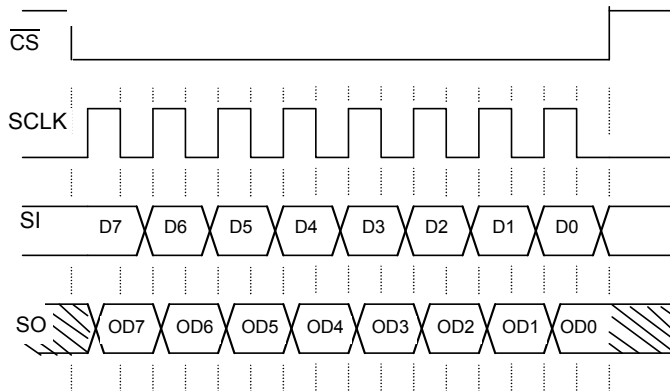 C̅S̅
SCLK
SI D7 D6 D5 D4 D3 D2 D1 D0
SO OD7 OD6 OD5 OD4 OD3 OD2 OD1 OD0